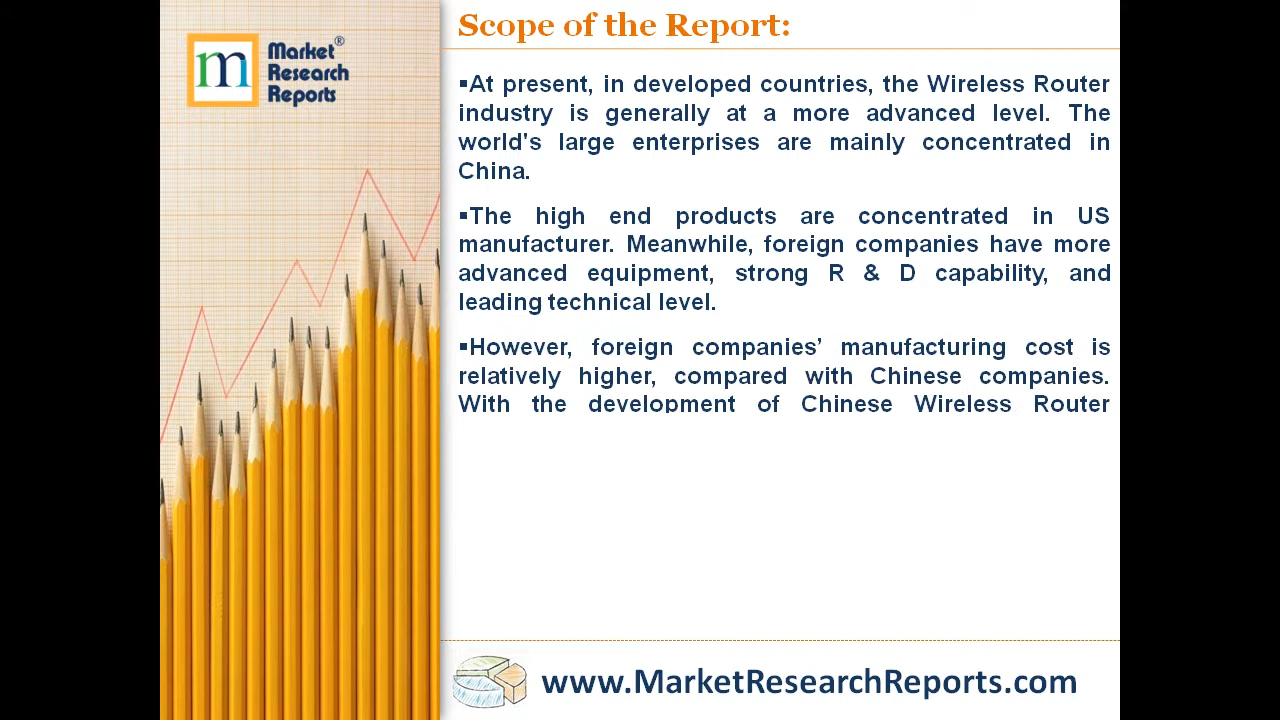 Scope of the Report:
Market®
Research
Reports
m
▪At present, in developed countries, the Wireless Router
industry is generally at a more advanced level. The
world's large enterprises are mainly concentrated in
China.
▪The high end products are concentrated in US
manufacturer. Meanwhile, foreign companies have more
advanced equipment, strong R & D capability, and
leading technical level.
▪However, foreign companies’ manufacturing cost is
relatively higher, compared with Chinese companies.
With the development of Chinese Wireless Router
www.MarketResearchReports.com